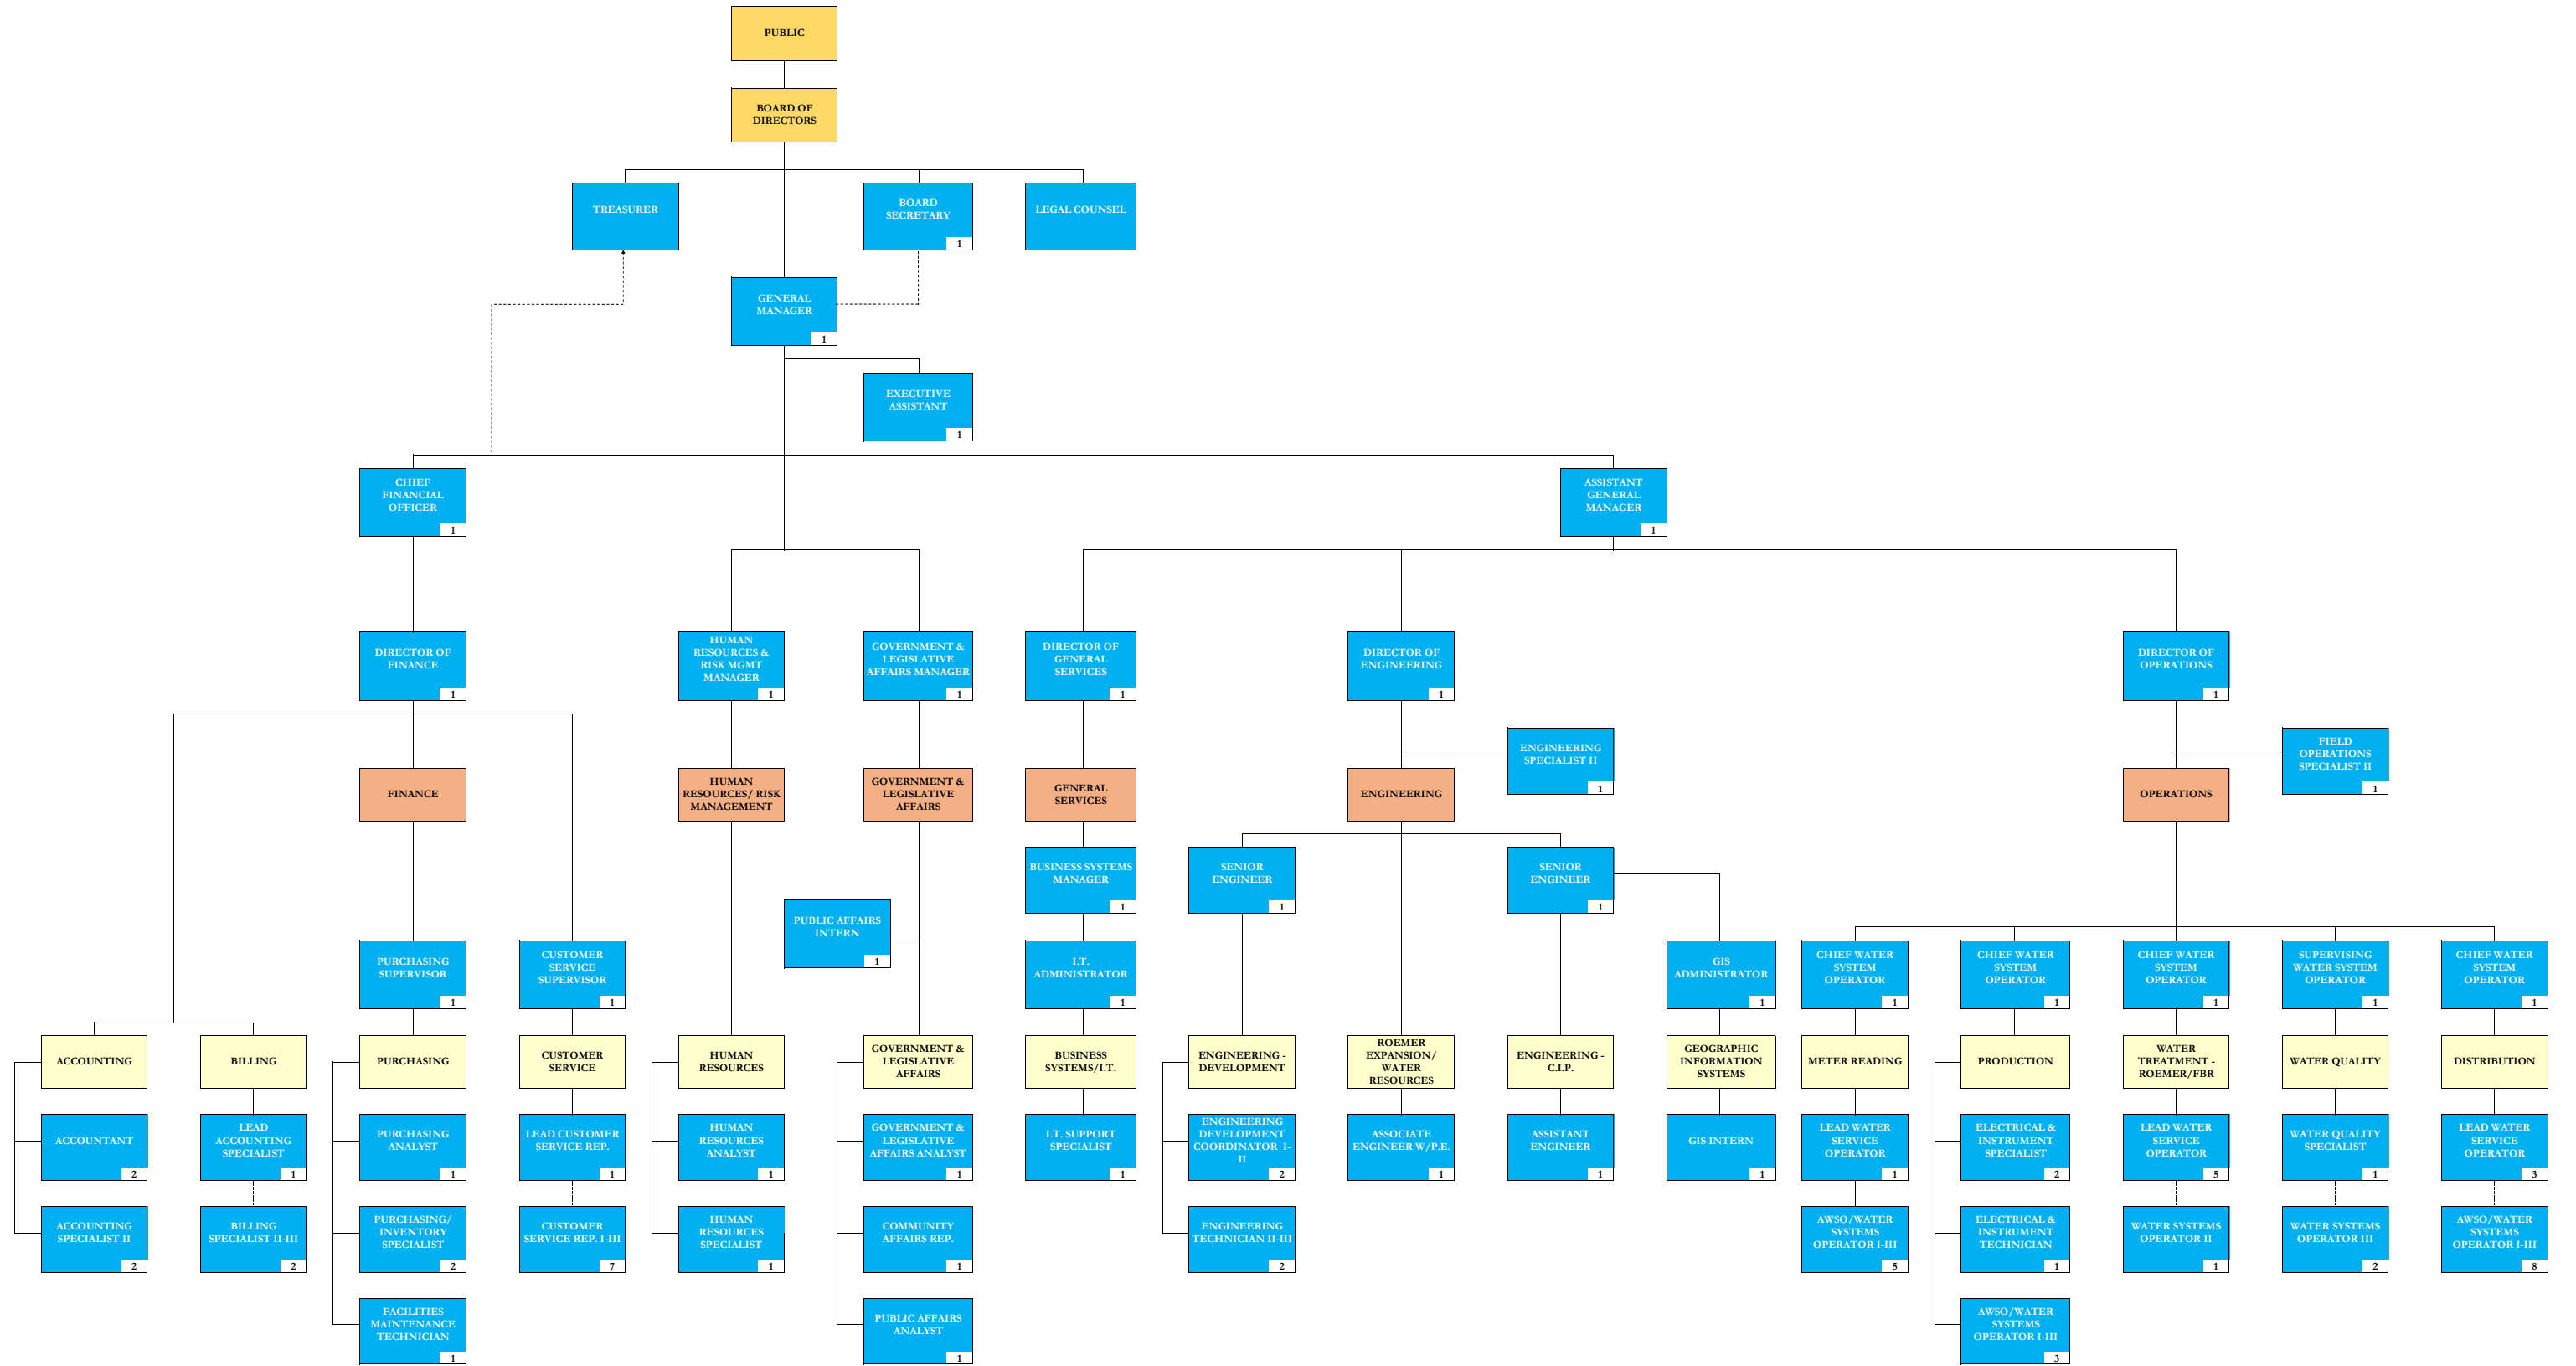 PUBLIC
BOARD OF
DIRECTORS
TREASURER
BOARD
SECRETARY
1
LEGAL COUNSEL
GENERAL
MANAGER
1
EXECUTIVE
ASSISTANT
1
CHIEF
FINANCIAL
OFFICER
1
ASSISTANT
GENERAL
MANAGER
1
DIRECTOR OF
FINANCE
1
HUMAN
RESOURCES &
RISK MGMT
MANAGER
1
GOVERNMENT &
LEGISLATIVE
AFFAIRS MANAGER
1
DIRECTOR OF
GENERAL
SERVICES
1
DIRECTOR OF
ENGINEERING
1
DIRECTOR OF
OPERATIONS
1
ENGINEERING
SPECIALIST II
1
FIELD
OPERATIONS
SPECIALIST II
1
FINANCE
HUMAN
RESOURCES/ RISK
MANAGEMENT
GOVERNMENT &
LEGISLATIVE
AFFAIRS
GENERAL
SERVICES
ENGINEERING
OPERATIONS
BUSINESS SYSTEMS
MANAGER
1
SENIOR
ENGINEER
1
SENIOR
ENGINEER
1
PUBLIC AFFAIRS
INTERN
1
PURCHASING
SUPERVISOR
1
CUSTOMER
SERVICE
SUPERVISOR
1
I.T.
ADMINISTRATOR
1
GIS
ADMINISTRATOR
1
CHIEF WATER
SYSTEM
OPERATOR
1
CHIEF WATER
SYSTEM
OPERATOR
1
CHIEF WATER
SYSTEM
OPERATOR
1
SUPERVISING
WATER SYSTEM
OPERATOR
1
CHIEF WATER
SYSTEM
OPERATOR
1
ACCOUNTING
BILLING
PURCHASING
CUSTOMER
SERVICE
HUMAN
RESOURCES
GOVERNMENT &
LEGISLATIVE
AFFAIRS
BUSINESS
SYSTEMS/I.T.
ENGINEERING -
DEVELOPMENT
ROEMER
EXPANSION/
WATER
RESOURCES
ENGINEERING -
C.I.P.
GEOGRAPHIC
INFORMATION
SYSTEMS
METER READING
PRODUCTION
WATER
TREATMENT -
ROEMER/FBR
WATER QUALITY
DISTRIBUTION
ACCOUNTANT
2
LEAD
ACCOUNTING
SPECIALIST
1
PURCHASING
ANALYST
1
LEAD CUSTOMER
SERVICE REP.
1
HUMAN
RESOURCES
ANALYST
1
GOVERNMENT &
LEGISLATIVE
AFFAIRS ANALYST
1
I.T. SUPPORT
SPECIALIST
1
ENGINEERING
DEVELOPMENT
COORDINATOR I-
II
2
ASSOCIATE
ENGINEER W/P.E.
1
ASSISTANT
ENGINEER
1
GIS INTERN
1
LEAD WATER
SERVICE
OPERATOR
1
ELECTRICAL &
INSTRUMENT
SPECIALIST
2
LEAD WATER
SERVICE
OPERATOR
5
WATER QUALITY
SPECIALIST
1
LEAD WATER
SERVICE
OPERATOR
3
ACCOUNTING
SPECIALIST II
2
BILLING
SPECIALIST II-III
2
PURCHASING/
INVENTORY
SPECIALIST
2
CUSTOMER
SERVICE REP. I-III
7
HUMAN
RESOURCES
SPECIALIST
1
COMMUNITY
AFFAIRS REP.
1
ENGINEERING
TECHNICIAN II-III
2
AWSO/WATER
SYSTEMS
OPERATOR I-III
5
ELECTRICAL &
INSTRUMENT
TECHNICIAN
1
WATER SYSTEMS
OPERATOR II
1
WATER SYSTEMS
OPERATOR III
2
AWSO/WATER
SYSTEMS
OPERATOR I-III
8
FACILITIES
MAINTENANCE
TECHNICIAN
1
PUBLIC AFFAIRS
ANALYST
1
AWSO/WATER
SYSTEMS
OPERATOR I-III
3